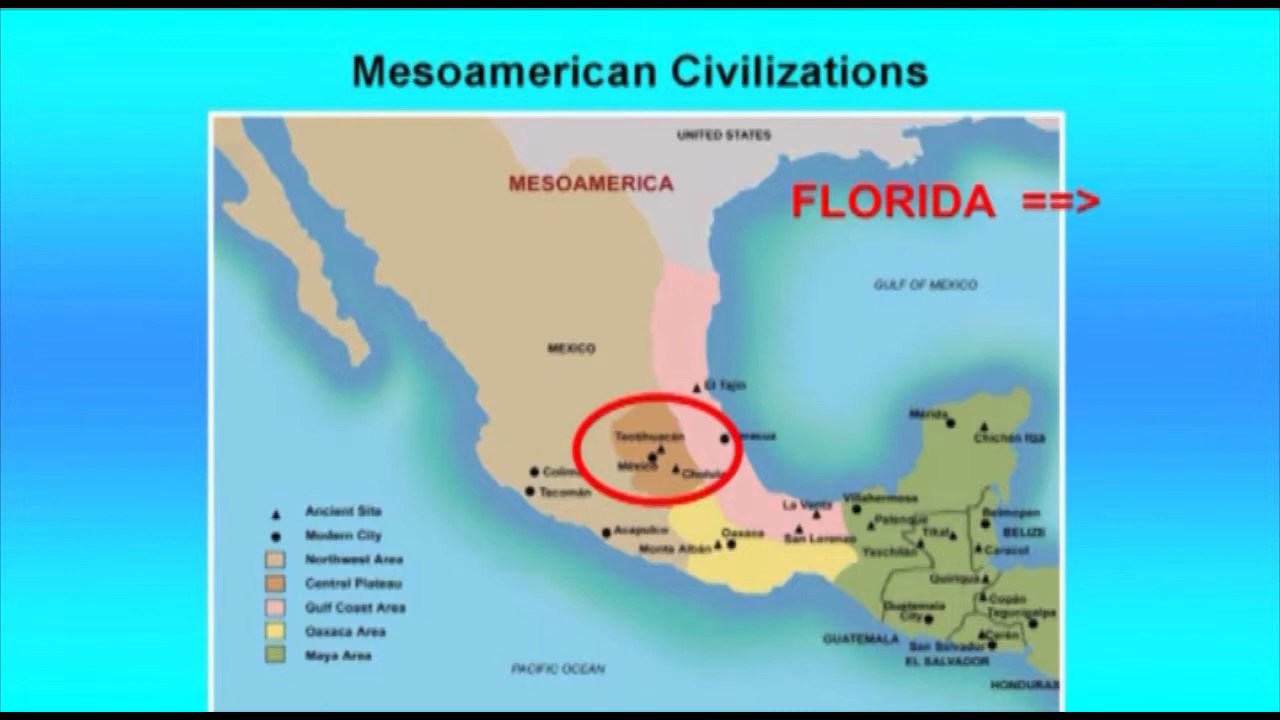 Mesoamerican Civilizations
UNITED STATES
MESOAMERICA
FLORIDA ==>
GULF OF MEXICO
MEXICO
El Tajin
Mérida
Chichén Itzá
Teotihuacán
México
Cholula
Colima
Tecomán
La Venta
Villahermosa
Palenque
Tikal
Belmopan
BELIZE
Acapulco
Oaxaca
San Lorenzo
Monte Albán
Yaxchilán
Caracol
Quiriguá
Copán
Guatemala
City
Tegucigalpa
GUATEMALA
Cerén
San Salvador
EL SALVADOR
HONDURAS
PACIFIC OCEAN
Ancient Site
Modern City
Northwest Area
Central Plateau
Gulf Coast Area
Oaxaca Area
Maya Area